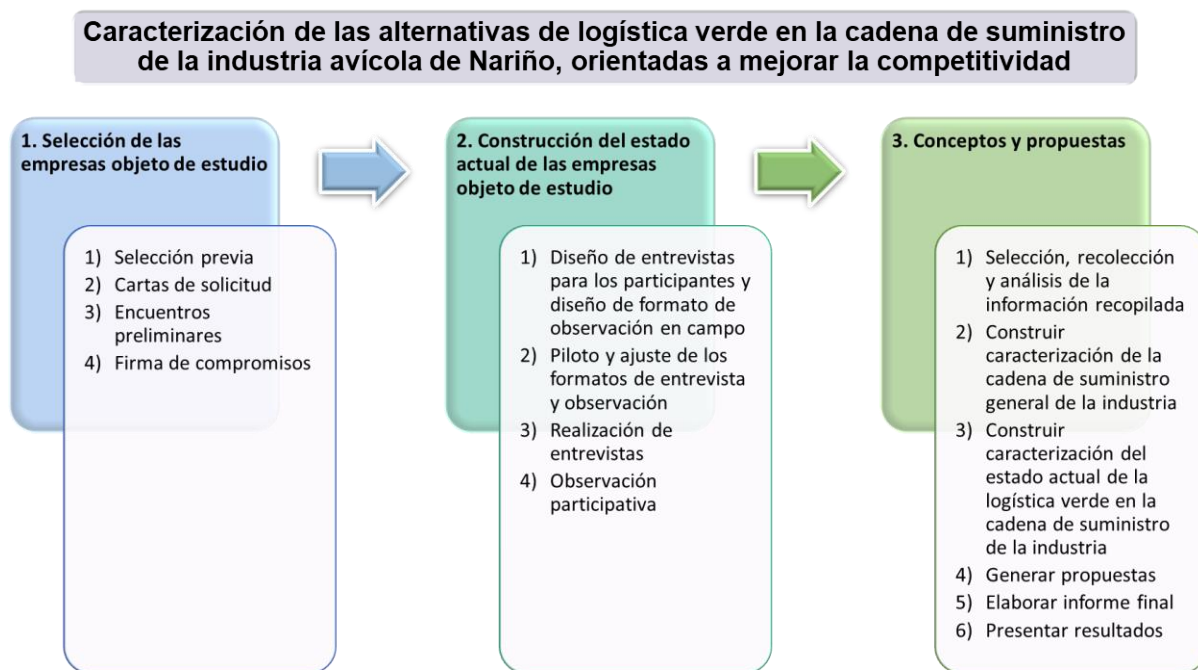 Caracterización de las alternativas de logística verde en la cadena de suministro
de la industria avícola de Nariño, orientadas a mejorar la competitividad
1. Selección de las
empresas objeto de estudio
1) Selección previa
2) Cartas de solicitud
3) Encuentros
preliminares
4) Firma de compromisos
2. Construcción del estado
actual de las empresas
objeto de estudio
1) Diseño de entrevistas
para los participantes y
diseño de formato de
observación en campo
2) Piloto y ajuste de los
formatos de entrevista
y observación
3) Realización de
entrevistas
4) Observación
participativa
3. Conceptos y propuestas
1) Selección, recolección
y análisis de la
información recopilada
2) Construir
caracterización de la
cadena de suministro
general de la industria
3) Construir
caracterización del
estado actual de la
logística verde en la
cadena de suministro
de la industria
4) Generar propuestas
5) Elaborar informe final
6) Presentar resultados